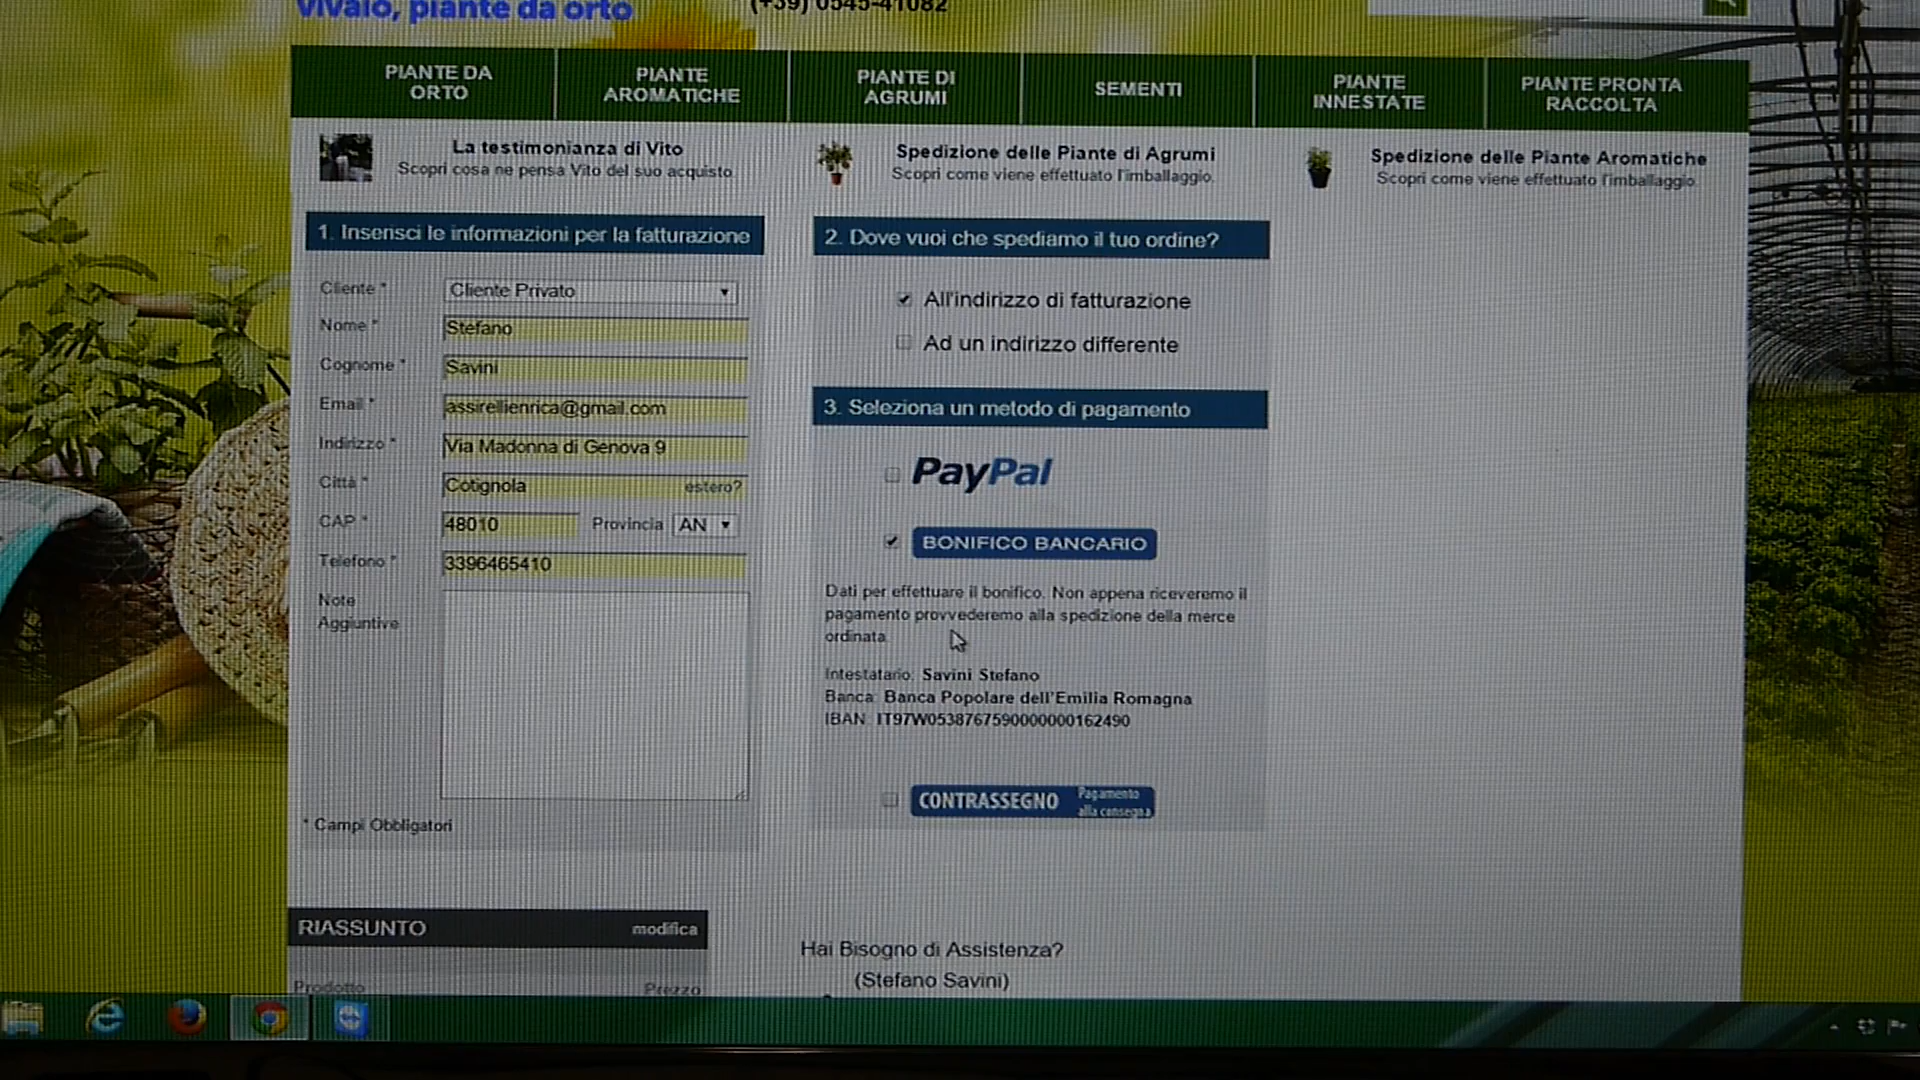 vivaio, piante da orto
(+39) 0545-41082
PIANTE DA ORTO
PIANTE AROMATICHE
PIANTE DI AGRUMI
SEMENTI
PIANTE INNESTATE
PIANTE PRONTA RACCOLTA
La testimonianza di Vito
Scopri cosa ne pensa Vito del suo acquisto.
Spedizione delle Piante di Agrumi
Scopri come viene effettuato l'imballaggio.
Spedizione delle Piante Aromatiche
Scopri come viene effettuato l'imballaggio.
1. Inserisci le informazioni per la fatturazione
Cliente * Cliente Privato
Nome * Stefano
Cognome * Savini
Email * assirellienrica@gmail.com
Indirizzo * Via Madonna di Genova 9
Città * Cotignola estero?
CAP * 48010 Provincia AN
Telefono * 3396465410
Note
Aggiuntive
* Campi Obbligatori
2. Dove vuoi che spediamo il tuo ordine?
All'indirizzo di fatturazione
Ad un indirizzo differente
3. Seleziona un metodo di pagamento
PayPal
BONIFICO BANCARIO
Dati per effettuare il bonifico. Non appena riceveremo il
pagamento provvederemo alla spedizione della merce
ordinata.
Intestatario: Savini Stefano
Banca: Banca Popolare dell'Emilia Romagna
IBAN: IT97W0538767590000000162490
CONTRASSEGNO Pagamento
alla consegna
RIASSUNTO modifica
Prodotto Prezzo
Hai Bisogno di Assistenza?
(Stefano Savini)